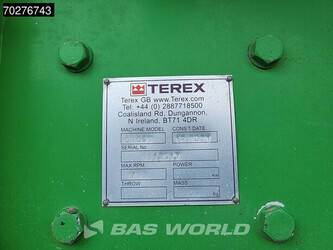 70276743
TEREX
Terex GB www.Terex.com
Tel: +44 (0) 2887718500
Coalisland Rd. Dungannon,
N Ireland, BT71 4DR
MACHINE MODEL CONST DATE
SERIAL No.
MAX RPM POWER
THROW MASS
BAS WORLD